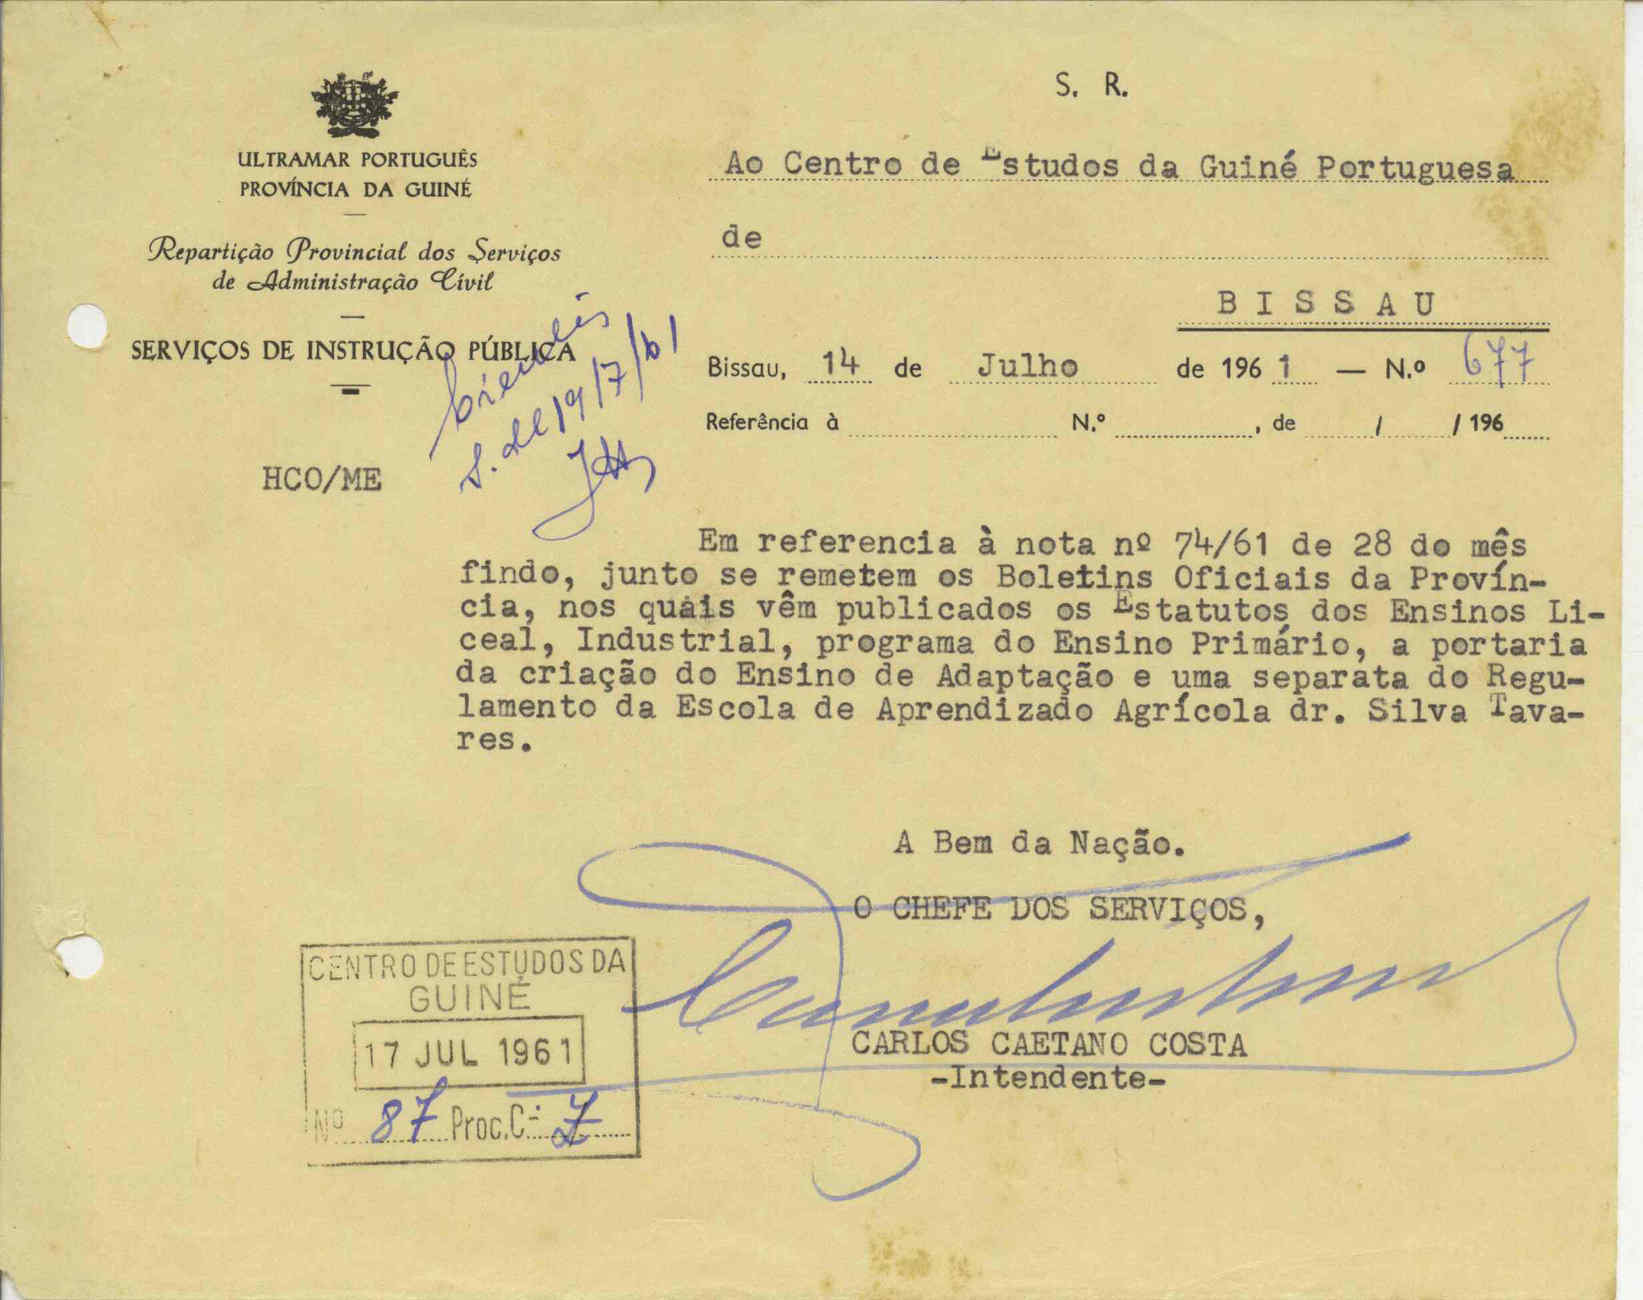 S. R.
ULTRAMAR PORTUGUÊS
PROVÍNCIA DA GUINÉ
Repartição Provincial dos Serviços
de Administração Civil
SERVIÇOS DE INSTRUÇÃO PÚBLICA
HCO/ME
19/7/61
Ao Centro de Estudos da Guiné Portuguesa
de
BISSAU
Bissau, 14 de Julho de 1961 — N.º 677
Referência à N.º , de / / 196
Em referencia à nota nº 74/61 de 28 do mês
findo, junto se remetem os Boletins Oficiais da Provín-
cia, nos quais vêm publicados os Estatutos dos Ensinos Li-
ceal, Industrial, programa do Ensino Primário, a portaria
da criação do Ensino de Adaptação e uma separata do Regu-
lamento da Escola de Aprendizado Agrícola dr. Silva Tava-
res.
A Bem da Nação.
O CHEFE DOS SERVIÇOS,
CARLOS CAETANO COSTA
-Intendente-
CENTRO DE ESTUDOS DA
GUINÉ
17 JUL 1961
Nº 87 Proc. C-7